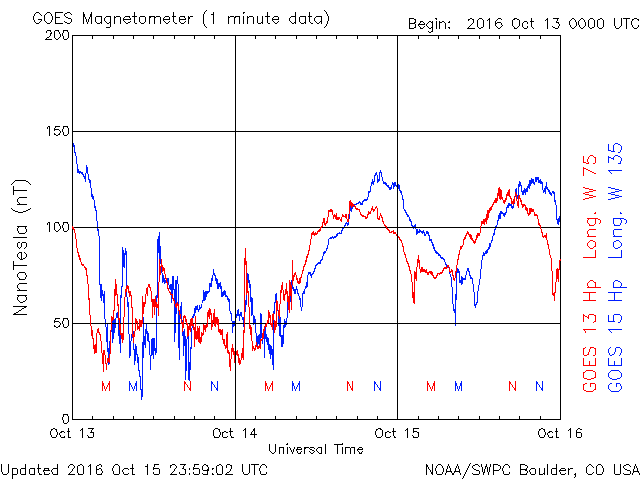 GOES Magnetometer (1 minute data)
Begin: 2016 Oct 13 0000 UTC
200
150
100
50
0
NanoTesla (nT)
GOES 13 Hp Long. W 75
GOES 15 Hp Long. W 135
M M N N M M N N M M N N
Oct 13 Oct 14 Oct 15 Oct 16
Universal Time
Updated 2016 Oct 15 23:59:02 UTC
NOAA/SWPC Boulder, CO USA